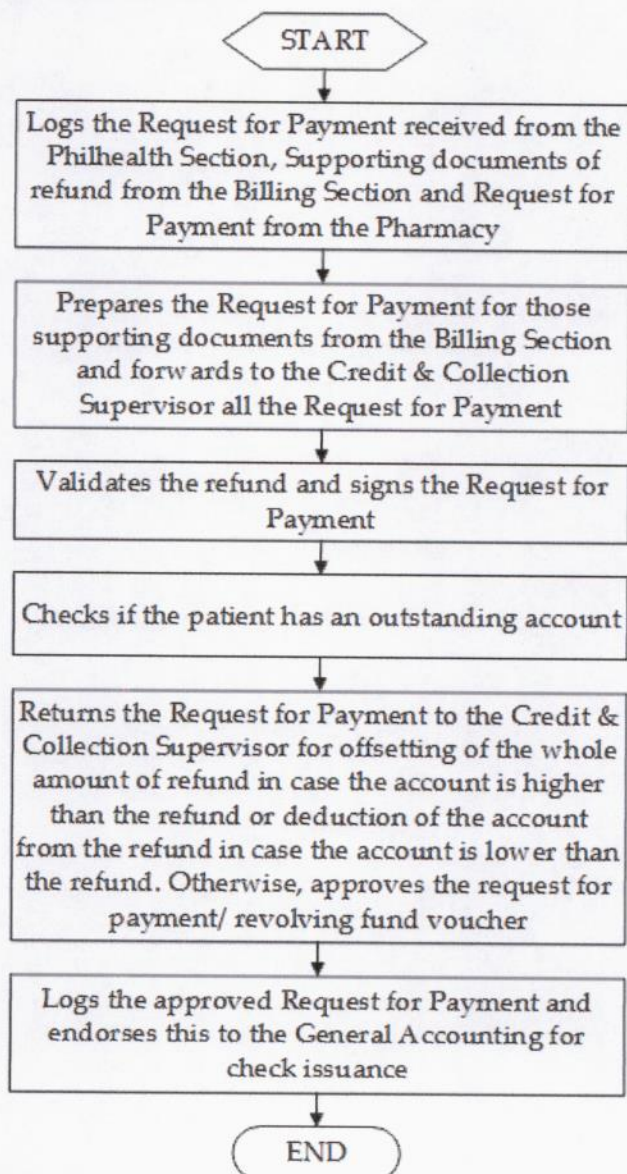 START
Logs the Request for Payment received from the
Philhealth Section, Supporting documents of
refund from the Billing Section and Request for
Payment from the Pharmacy
Prepares the Request for Payment for those
supporting documents from the Billing Section
and forwards to the Credit & Collection
Supervisor all the Request for Payment
Validates the refund and signs the Request for
Payment
Checks if the patient has an outstanding account
Returns the Request for Payment to the Credit &
Collection Supervisor for offsetting of the whole
amount of refund in case the account is higher
than the refund or deduction of the account
from the refund in case the account is lower than
the refund. Otherwise, approves the request for
payment/ revolving fund voucher
Logs the approved Request for Payment and
endorses this to the General Accounting for
check issuance
END